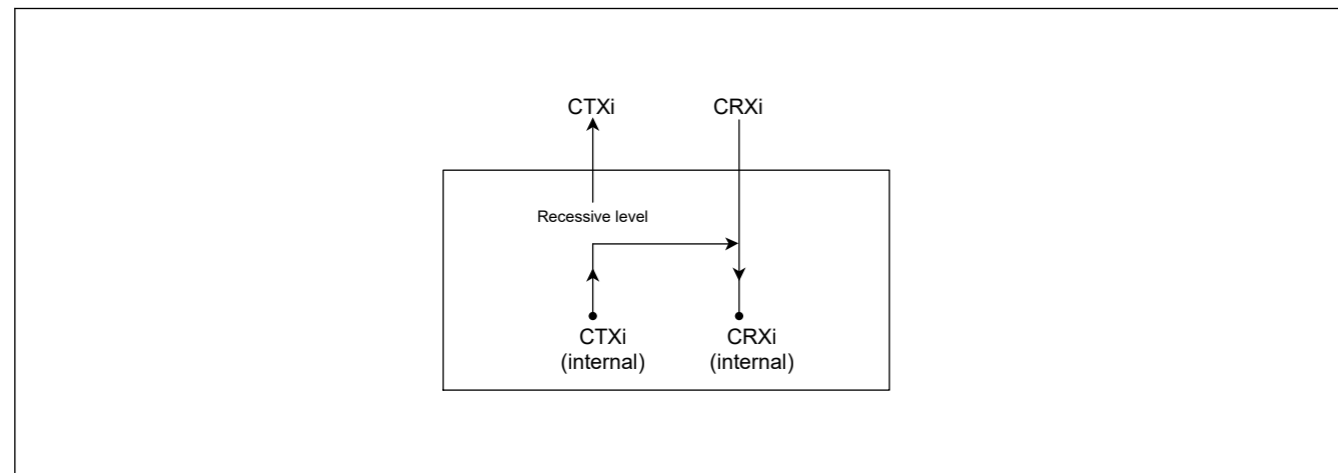 CTXi CRXi
Recessive level
CTXi CRXi
(internal) (internal)